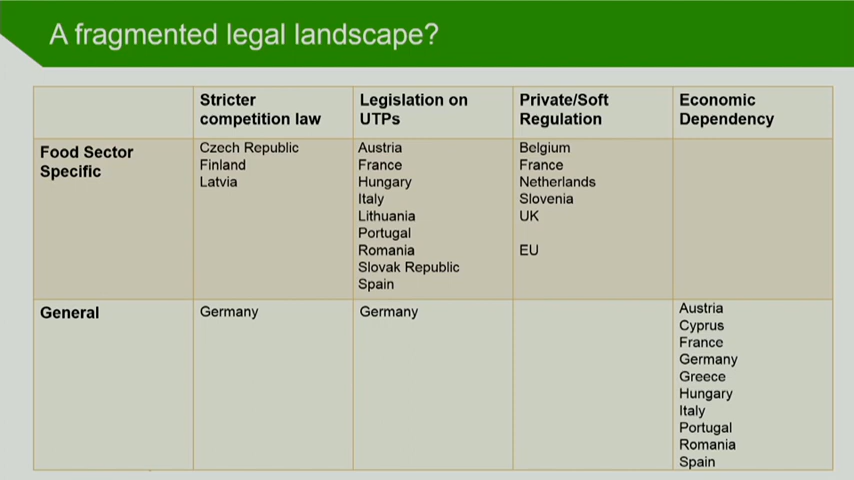 A fragmented legal landscape?
Stricter
competition law
Legislation on
UTPs
Private/Soft
Regulation
Economic
Dependency
Food Sector
Specific
Czech Republic
Finland
Latvia
Austria
France
Hungary
Italy
Lithuania
Portugal
Romania
Slovak Republic
Spain
Belgium
France
Netherlands
Slovenia
UK
EU
General
Germany
Germany
Austria
Cyprus
France
Germany
Greece
Hungary
Italy
Portugal
Romania
Spain